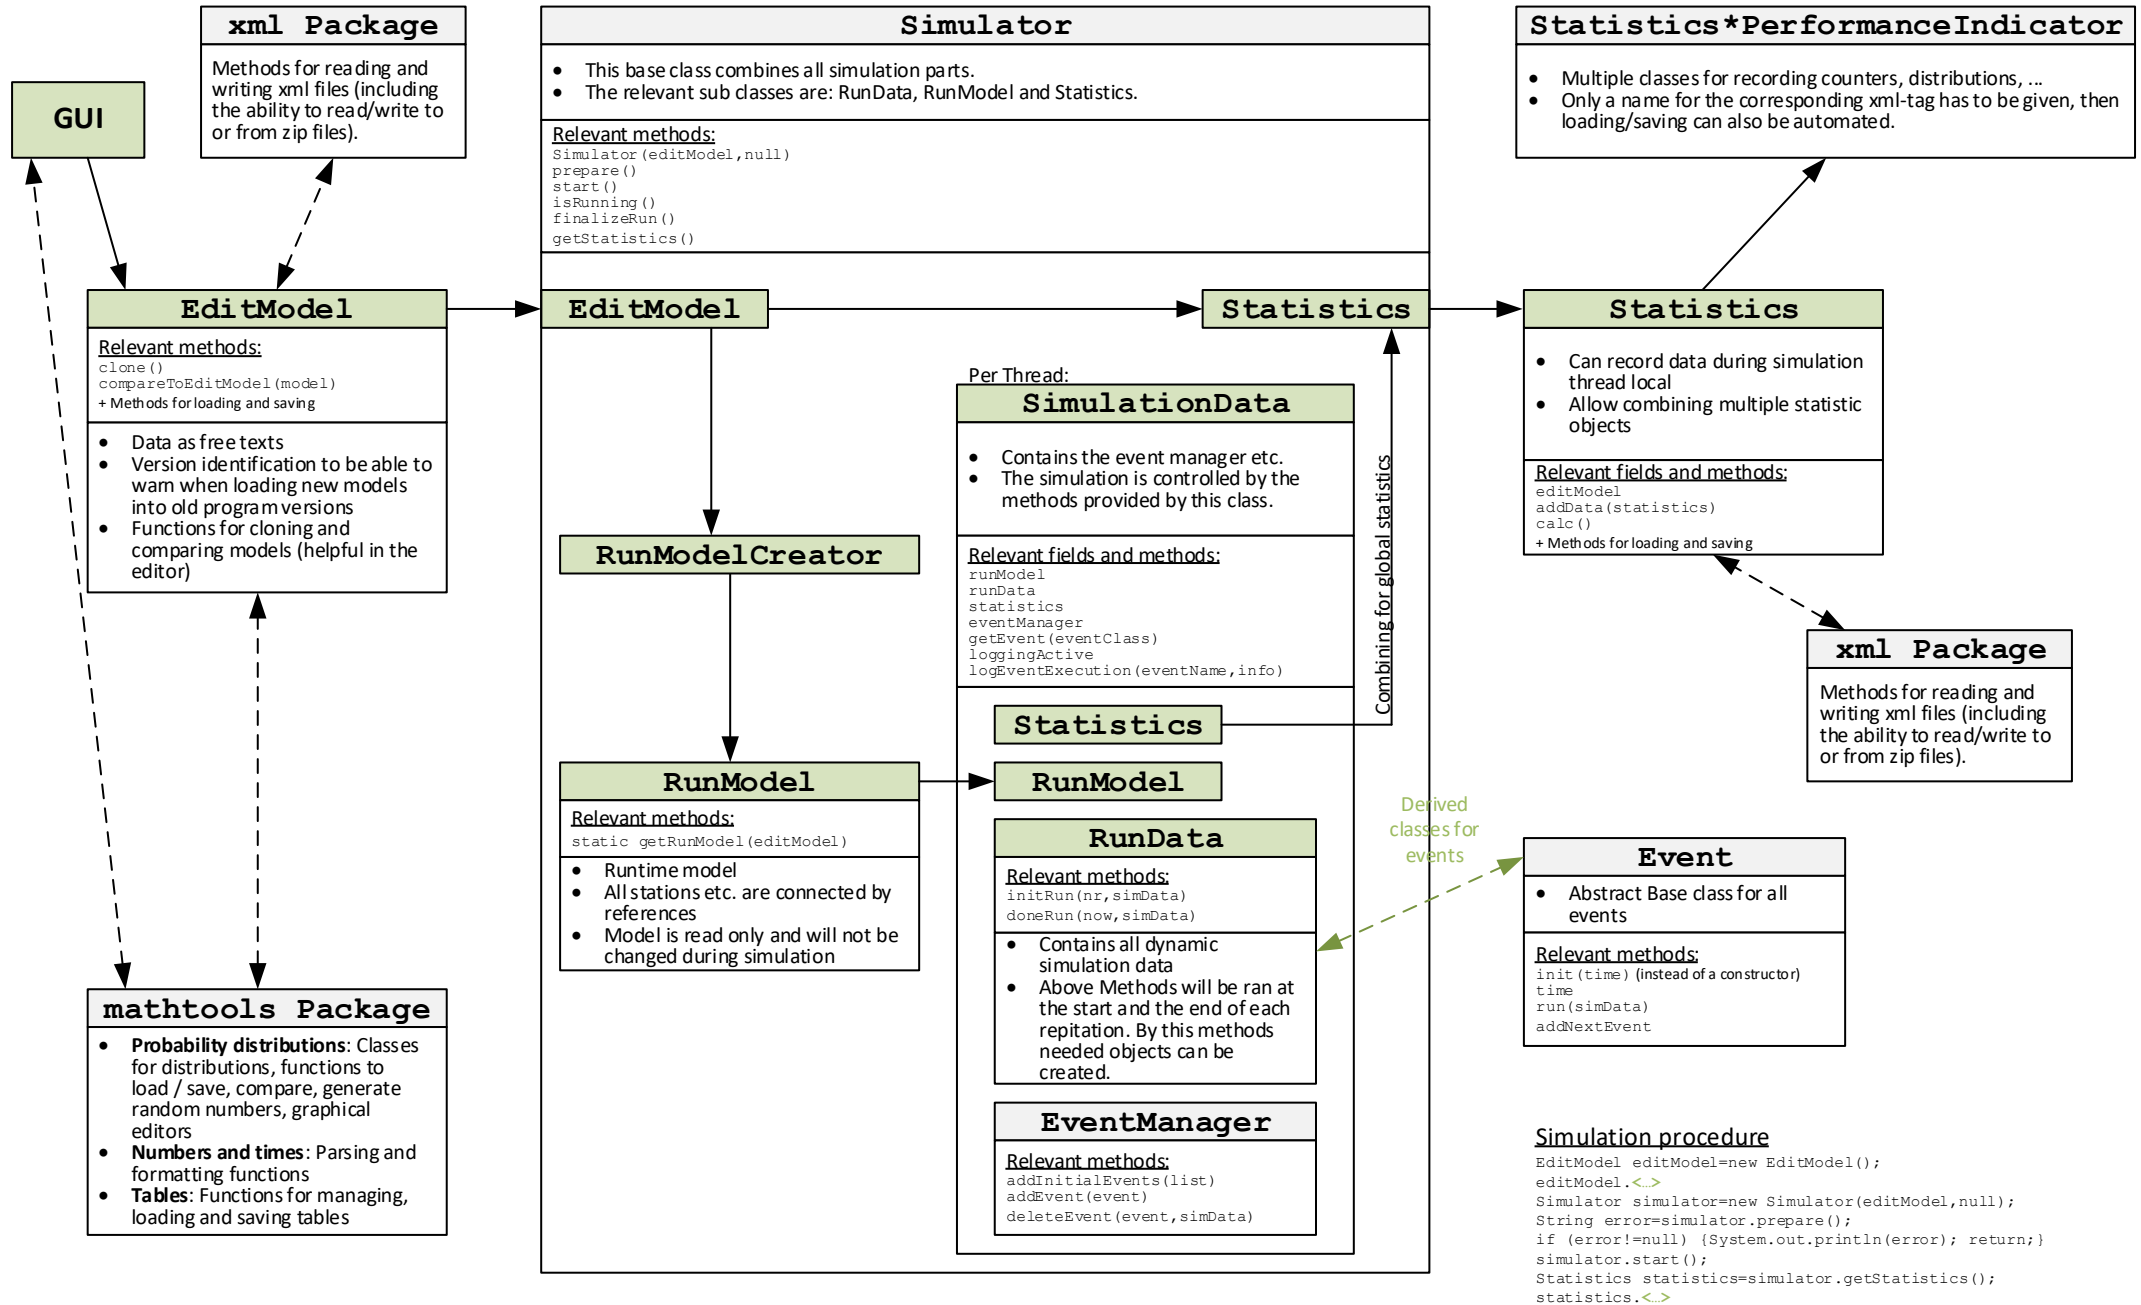 xml Package
Methods for reading and
writing xml files (including
the ability to read/write to
or from zip files).
GUI
EditModel
Relevant methods:
clone()
compareToEditModel(model)
+ Methods for loading and saving
• Data as free texts
• Version identification to be able to
warn when loading new models
into old program versions
• Functions for cloning and
comparing models (helpful in the
editor)
mathtools Package
• Probability distributions: Classes
for distributions, functions to
load / save, compare, generate
random numbers, graphical
editors
• Numbers and times: Parsing and
formatting functions
• Tables: Functions for managing,
loading and saving tables
Simulator
• This base class combines all simulation parts.
• The relevant sub classes are: RunData, RunModel and Statistics.
Relevant methods:
Simulator(editModel,null)
prepare()
start()
isRunning()
finalizeRun()
getStatistics()
EditModel
Statistics
RunModelCreator
RunModel
Relevant methods:
static getRunModel(editModel)
• Runtime model
• All stations etc. are connected by
references
• Model is read only and will not be
changed during simulation
Per Thread:
SimulationData
• Contains the event manager etc.
• The simulation is controlled by the
methods provided by this class.
Relevant fields and methods:
runModel
runData
statistics
eventManager
getEvent(eventClass)
loggingActive
logEventExecution(eventName,info)
Statistics
RunModel
RunData
Relevant methods:
initRun(nr,simData)
doneRun(now,simData)
• Contains all dynamic
simulation data
• Above Methods will be ran at
the start and the end of each
repitation. By this methods
needed objects can be
created.
EventManager
Relevant methods:
addInitialEvents(list)
addEvent(event)
deleteEvent(event,simData)
Combining for global statistics
Derived
classes for
events
Statistics*PerformanceIndicator
• Multiple classes for recording counters, distributions, ...
• Only a name for the corresponding xml-tag has to be given, then
loading/saving can also be automated.
Statistics
• Can record data during simulation
thread local
• Allow combining multiple statistic
objects
Relevant fields and methods:
editModel
addData(statistics)
calc()
+ Methods for loading and saving
xml Package
Methods for reading and
writing xml files (including
the ability to read/write to
or from zip files).
Event
• Abstract Base class for all
events
Relevant methods:
init(time) (instead of a constructor)
time
run(simData)
addNextEvent
Simulation procedure
EditModel editModel=new EditModel();
editModel.<…>
Simulator simulator=new Simulator(editModel,null);
String error=simulator.prepare();
if (error!=null) {System.out.println(error); return;}
simulator.start();
Statistics statistics=simulator.getStatistics();
statistics.<…>